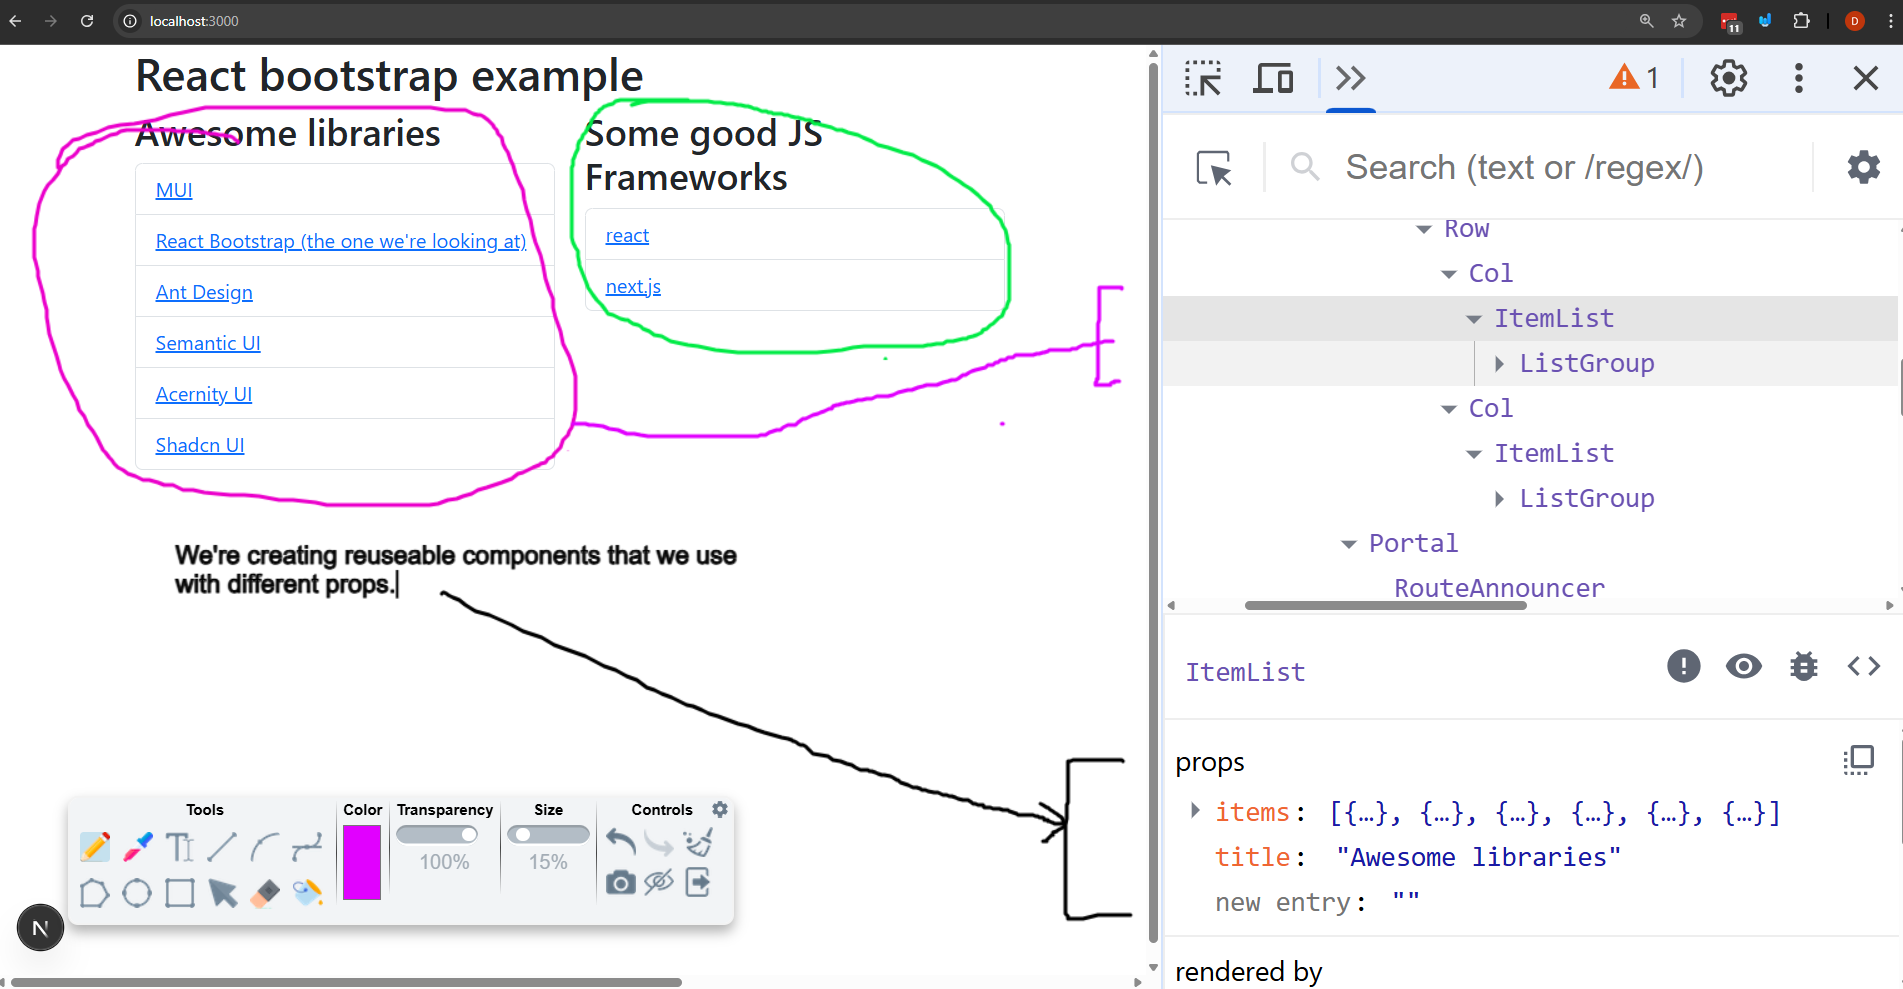 localhost:3000
11
D
React bootstrap example
Awesome libraries
MUI
React Bootstrap (the one we're looking at)
Ant Design
Semantic UI
Acernity UI
Shadcn UI
Some good JS
Frameworks
react
next.js
We're creating reuseable components that we use
with different props.
Tools
Color
Transparency
Size
Controls
100%
15%
N
1
Search (text or /regex/)
Row
Col
ItemList
ListGroup
Col
ItemList
ListGroup
Portal
RouteAnnouncer
ItemList
props
items: [{…}, {…}, {…}, {…}, {…}, {…}]
title: "Awesome libraries"
new entry: ""
rendered by